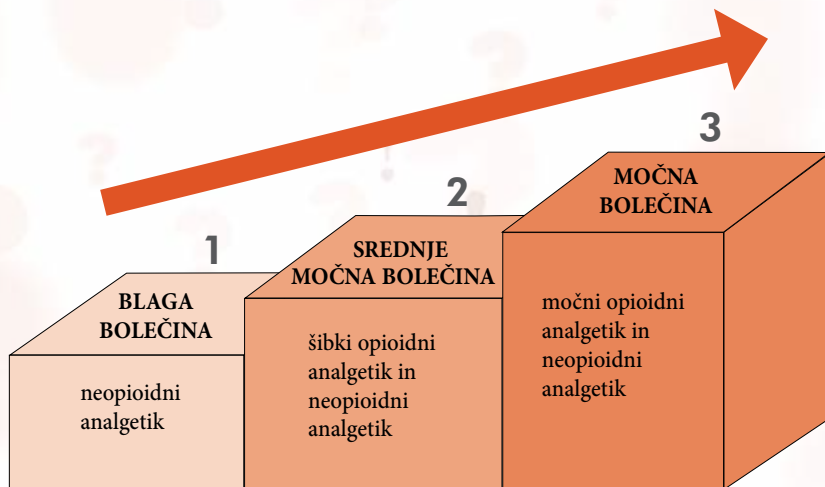 1
BLAGA
BOLEČINA
neopioidni
analgetik
2
SREDNJE
MOČNA BOLEČINA
šibki opioidni
analgetik in
neopioidni
analgetik
3
MOČNA
BOLEČINA
močni opioidni
analgetik in
neopioidni
analgetik